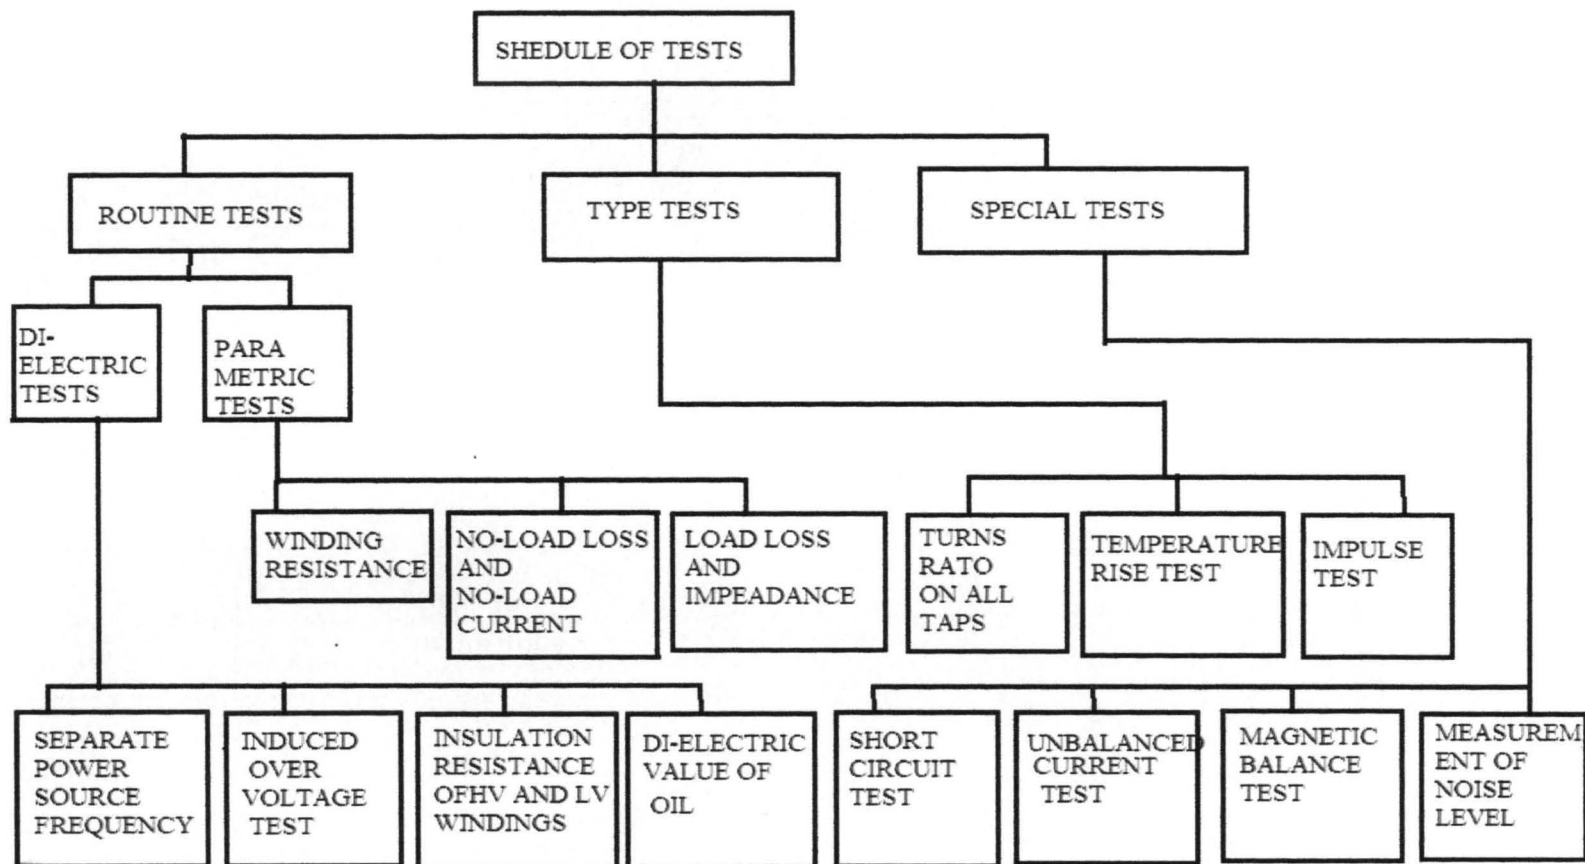 SHEDULE OF TESTS
ROUTINE TESTS
TYPE TESTS
SPECIAL TESTS
DI-
ELECTRIC
TESTS
PARA
METRIC
TESTS
WINDING
RESISTANCE
NO-LOAD LOSS
AND
NO-LOAD
CURRENT
LOAD LOSS
AND
IMPEADANCE
TURNS
RATO
ON ALL
TAPS
TEMPERATURE
RISE TEST
IMPULSE
TEST
SEPARATE
POWER
SOURCE
FREQUENCY
INDUCED
OVER
VOLTAGE
TEST
INSULATION
RESISTANCE
OFHV AND LV
WINDINGS
DI-ELECTRIC
VALUE OF
OIL
SHORT
CIRCUIT
TEST
UNBALANCED
CURRENT
TEST
MAGNETIC
BALANCE
TEST
MEASUREM
ENT OF
NOISE
LEVEL